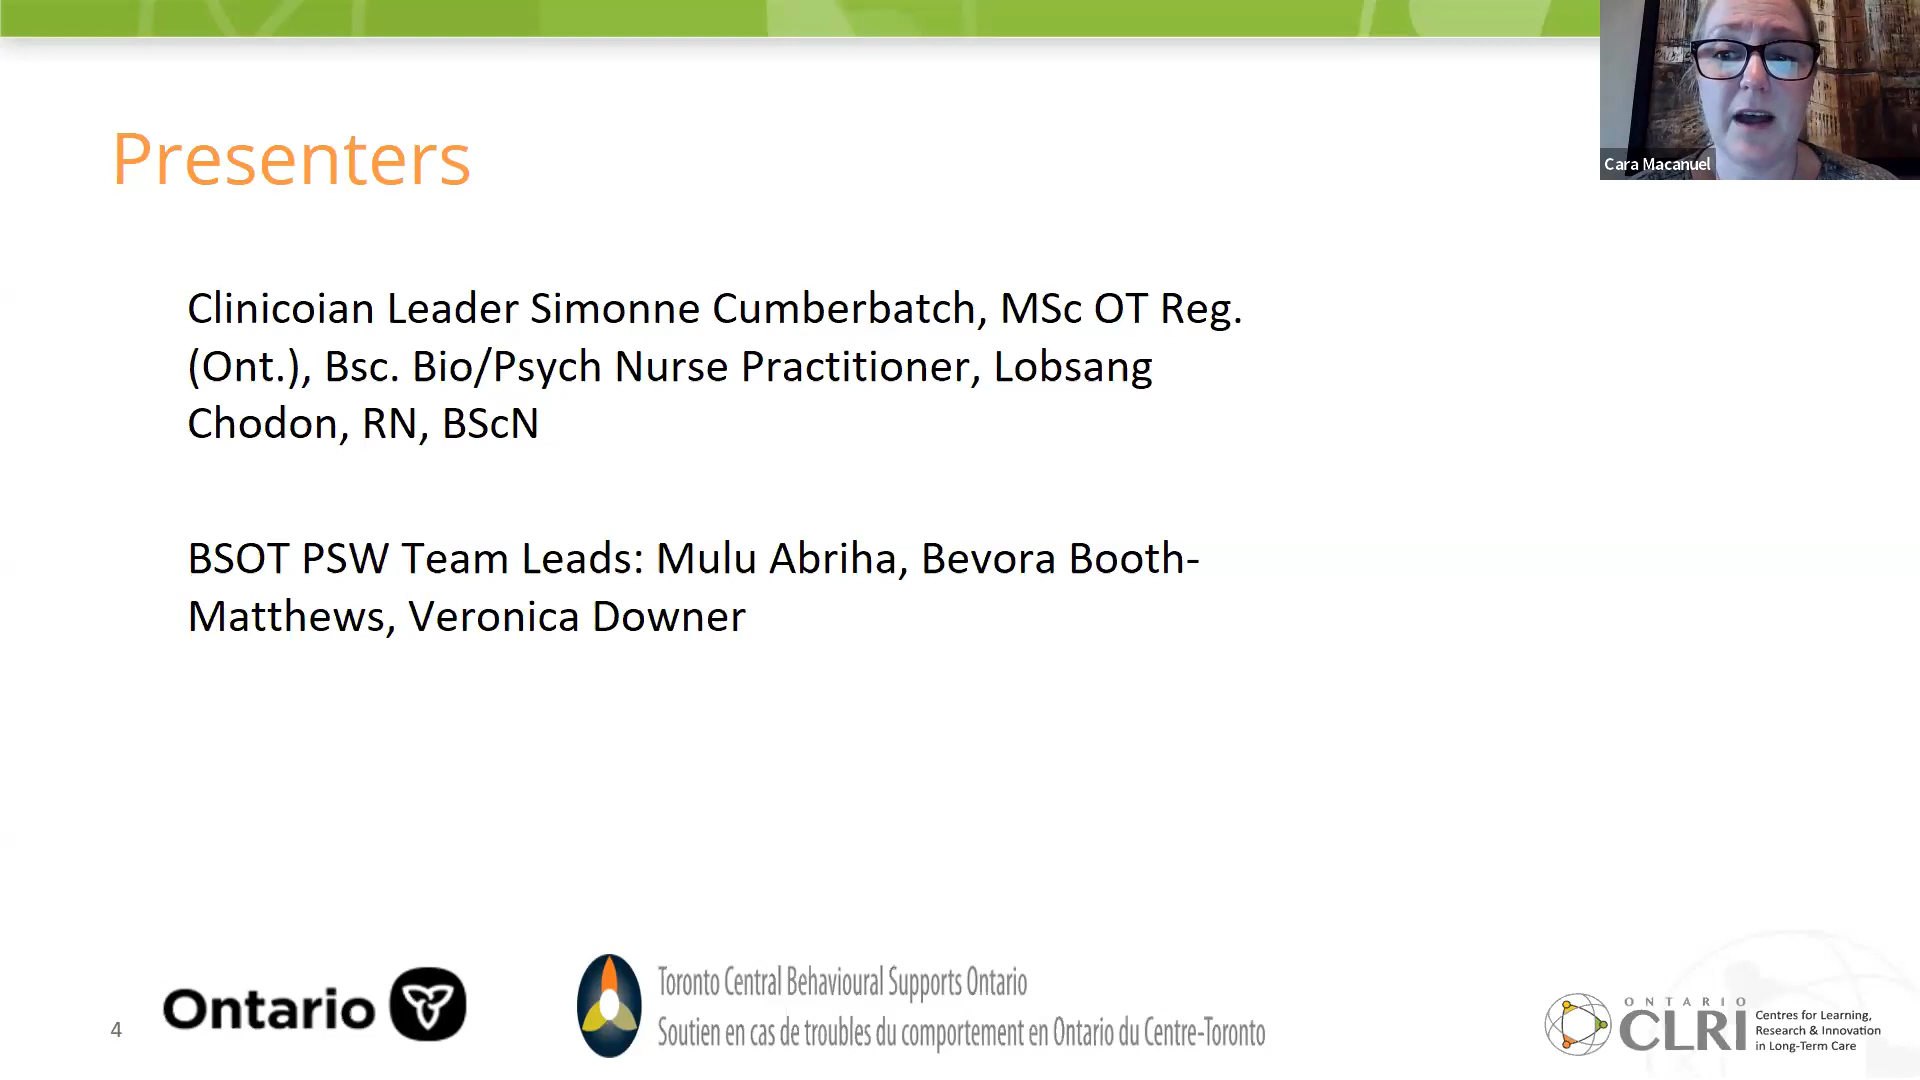 Presenters
Cara Macanuel
Clinicoian Leader Simonne Cumberbatch, MSc OT Reg.
(Ont.), Bsc. Bio/Psych Nurse Practitioner, Lobsang
Chodon, RN, BScN
BSOT PSW Team Leads: Mulu Abriha, Bevora Booth-
Matthews, Veronica Downer
4
Ontario
Toronto Central Behavioural Supports Ontario
Soutien en cas de troubles du comportement en Ontario du Centre-Toronto
ONTARIO
CLRI
Centres for Learning,
Research & Innovation
in Long-Term Care